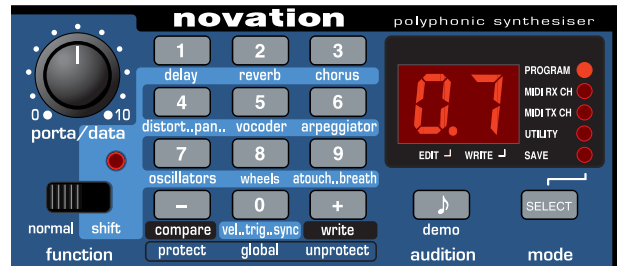 novation polyphonic synthesiser
1 2 3
delay reverb chorus
PROGRAM
MIDI RX CH
0.7
MIDI TX CH
4 5 6
0 10
porta/data
distort..pan.. vocoder arpeggiator
UTILITY
EDIT WRITE SAVE
7 8 9
oscillators wheels atouch..breath
– 0 + ♪ SELECT
normal shift
compare vel..trig..sync write demo
function protect global unprotect audition mode